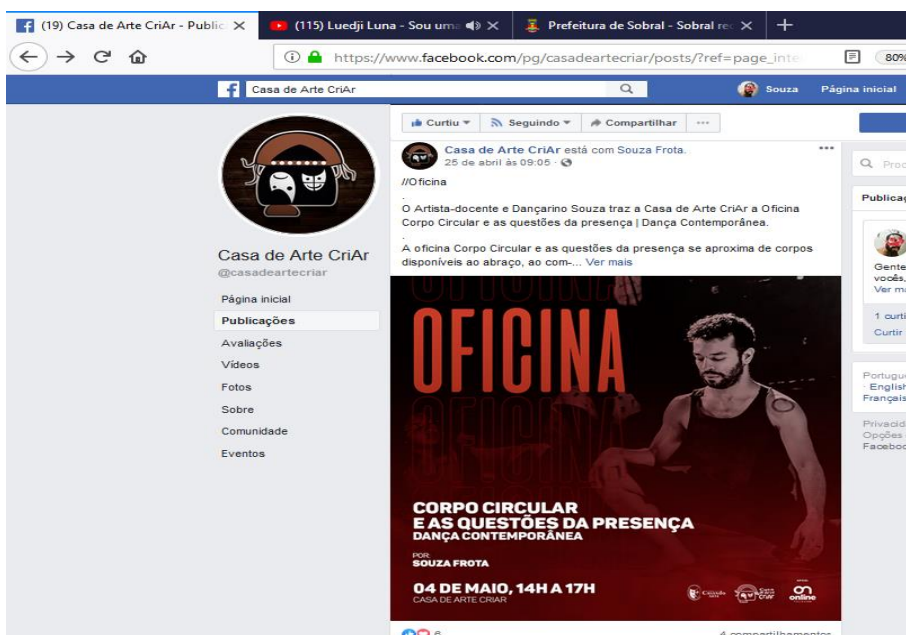 (19) Casa de Arte CriAr - Public
(115) Luedji Luna - Sou uma
Prefeitura de Sobral - Sobral re
https://www.facebook.com/pg/casadeartecriar/posts/?ref=page_inte
80%
Casa de Arte CriAr
Souza
Página inicial
Curtiu
Seguindo
Compartilhar
Casa de Arte CriAr está com Souza Frota.
25 de abril às 09:05
//Oficina
.
O Artista-docente e Dançarino Souza traz a Casa de Arte CriAr a Oficina
Corpo Circular e as questões da presença | Dança Contemporânea.
.
A oficina Corpo Circular e as questões da presença se aproxima de corpos
disponíveis ao abraço, ao com-... Ver mais
Casa de Arte CriAr
@casadeartecriar
Página inicial
Publicações
Avaliações
Vídeos
Fotos
Sobre
Comunidade
Eventos
OFICINA
OFICINA
OFICINA
CORPO CIRCULAR
E AS QUESTÕES DA PRESENÇA
DANÇA CONTEMPORÂNEA
POR
SOUZA FROTA
04 DE MAIO, 14H A 17H
CASA DE ARTE CRIAR
online
6
4 compartilhamentos
Proc
Publicaç
Gente
vocês,
Ver ma
1 curti
Curtir
Portugu
· English
Français
Privacid
Opções
Faceboo